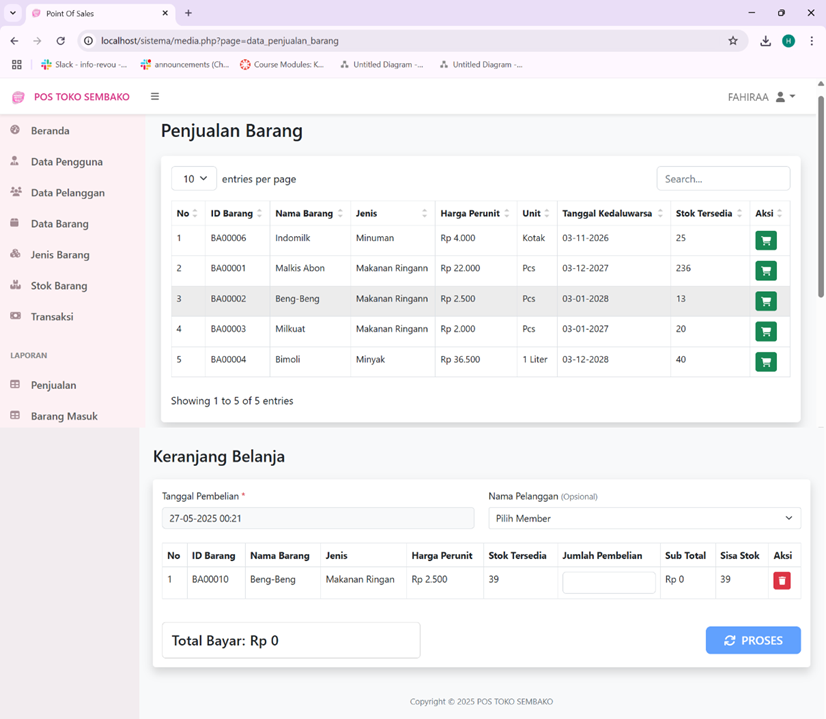 Point Of Sales
localhost/sistema/media.php?page=data_penjualan_barang
H
Slack - info-revou -... announcements (Ch... Course Modules: K... Untitled Diagram -... Untitled Diagram -...
POS TOKO SEMBAKO
FAHIRAA
Beranda
Data Pengguna
Data Pelanggan
Data Barang
Jenis Barang
Stok Barang
Transaksi
LAPORAN
Penjualan
Barang Masuk
Penjualan Barang
10 entries per page Search...
No ID Barang Nama Barang Jenis Harga Perunit Unit Tanggal Kedaluwarsa Stok Tersedia Aksi
1 BA00006 Indomilk Minuman Rp 4.000 Kotak 03-11-2026 25
2 BA00001 Malkis Abon Makanan Ringann Rp 22.000 Pcs 03-12-2027 236
3 BA00002 Beng-Beng Makanan Ringann Rp 2.500 Pcs 03-01-2028 13
4 BA00003 Milkuat Makanan Ringann Rp 2.000 Pcs 03-01-2027 20
5 BA00004 Bimoli Minyak Rp 36.500 1 Liter 03-12-2028 40
Showing 1 to 5 of 5 entries
Keranjang Belanja
Tanggal Pembelian * Nama Pelanggan (Opsional)
27-05-2025 00:21 Pilih Member
No ID Barang Nama Barang Jenis Harga Perunit Stok Tersedia Jumlah Pembelian Sub Total Sisa Stok Aksi
1 BA00010 Beng-Beng Makanan Ringan Rp 2.500 39 Rp 0 39
Total Bayar: Rp 0 PROSES
Copyright © 2025 POS TOKO SEMBAKO